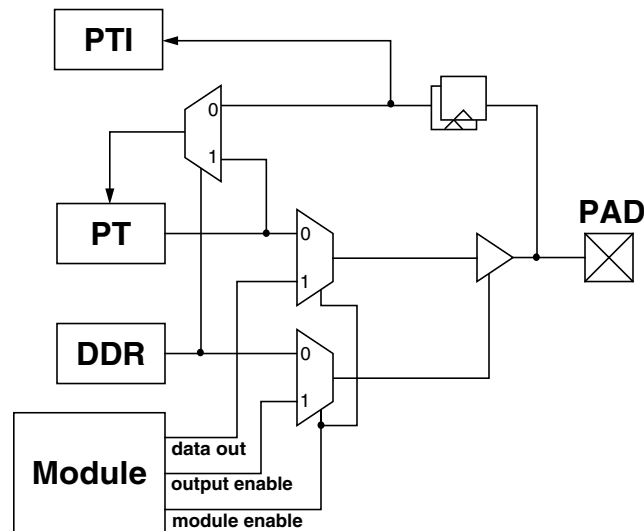 PTI
0
1
PT
PAD
0
1
DDR
0
1
Module
data out
output enable
module enable